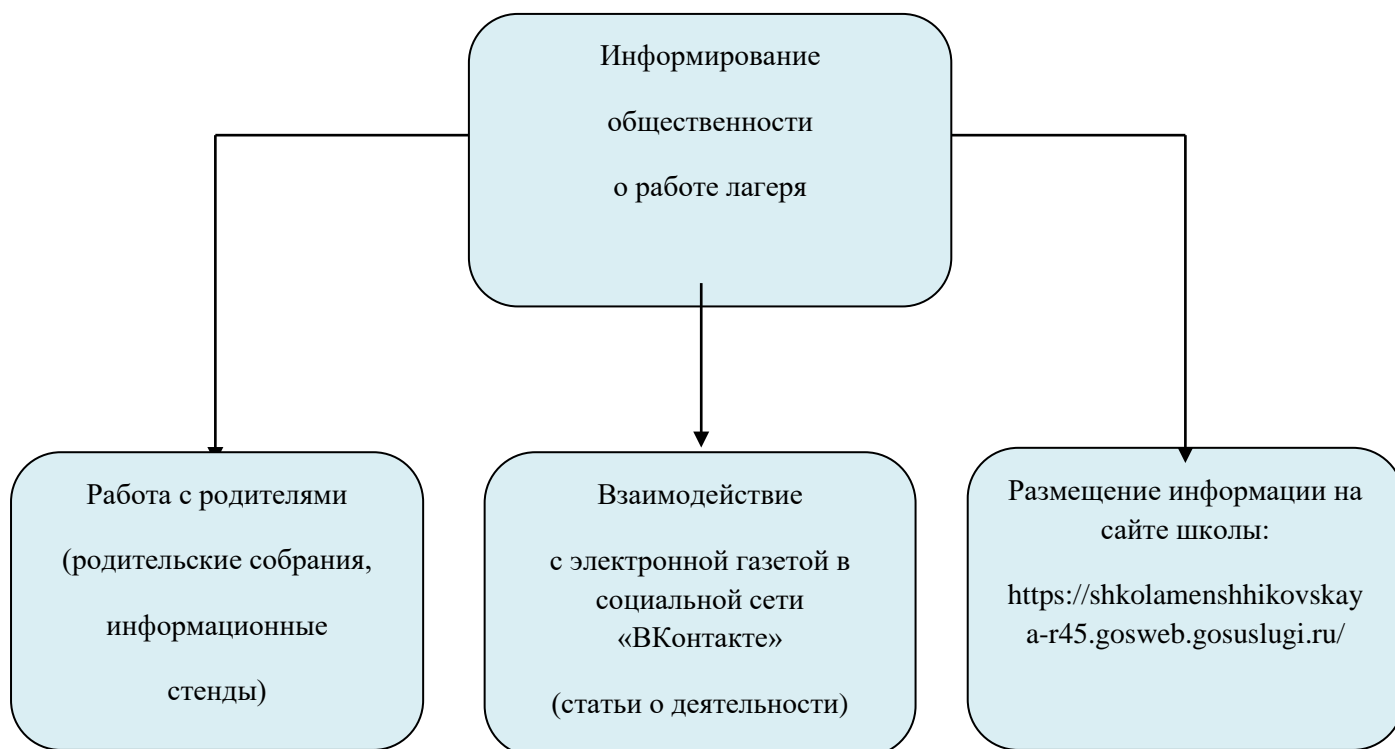 Информирование
общественности
о работе лагеря
Работа с родителями
(родительские собрания,
информационные
стенды)
Взаимодействие
с электронной газетой в
социальной сети
«ВКонтакте»
(статьи о деятельности)
Размещение информации на
сайте школы:
https://shkolamenshhikovskay
a-r45.gosweb.gosuslugi.ru/